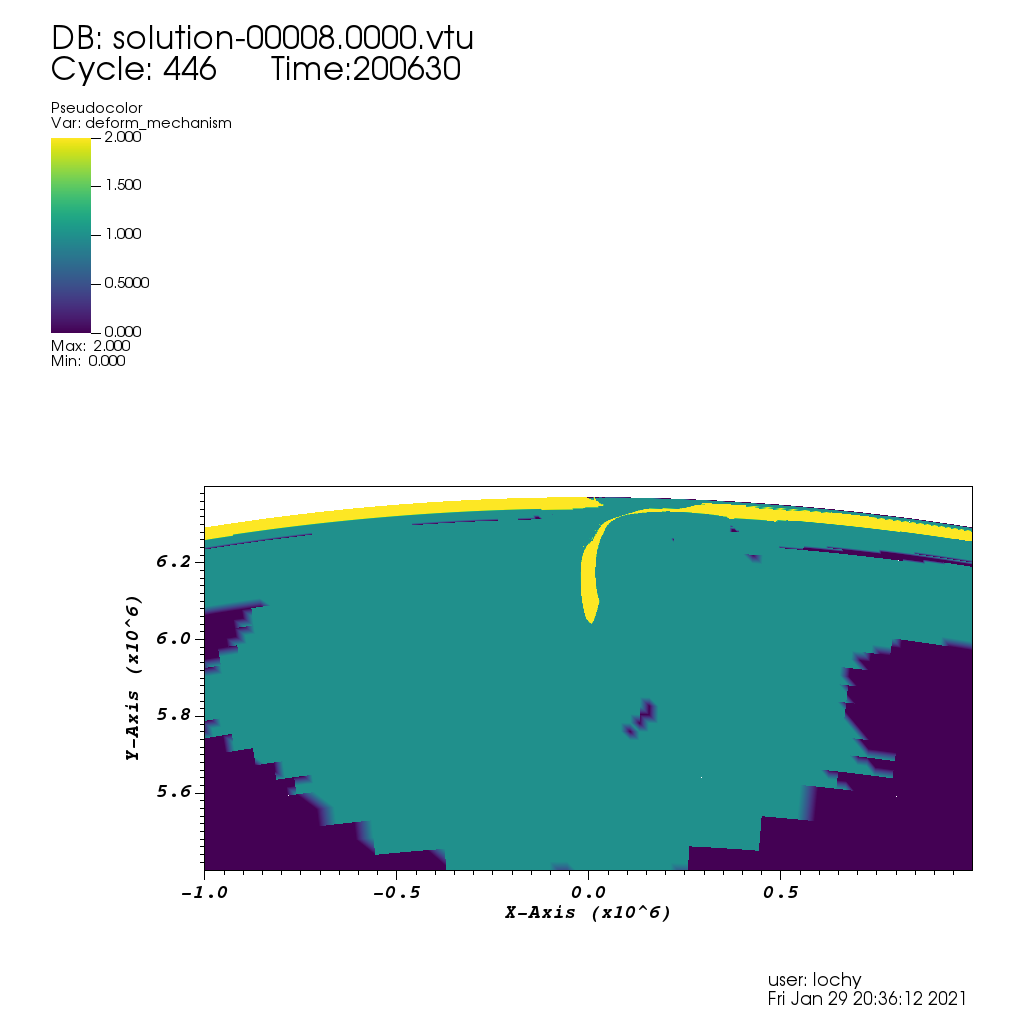 DB: solution-00008.0000.vtu
Cycle: 446 Time:200630
Pseudocolor
Var: deform_mechanism
2.000
1.500
1.000
0.5000
0.000
Max: 2.000
Min: 0.000
6.2
6.0
5.8
5.6
Y-Axis (x10^6)
-1.0 -0.5 0.0 0.5
X-Axis (x10^6)
user: lochy
Fri Jan 29 20:36:12 2021